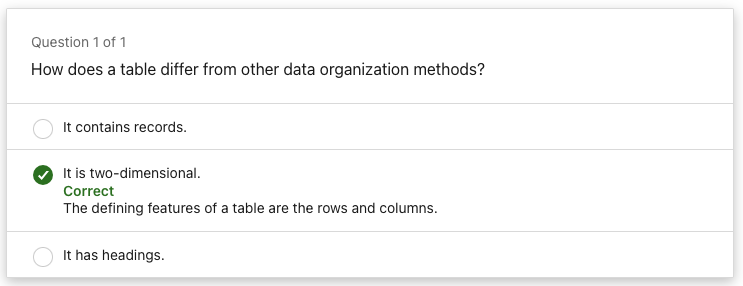 Question 1 of 1
How does a table differ from other data organization methods?
It contains records.
It is two-dimensional.
Correct
The defining features of a table are the rows and columns.
It has headings.